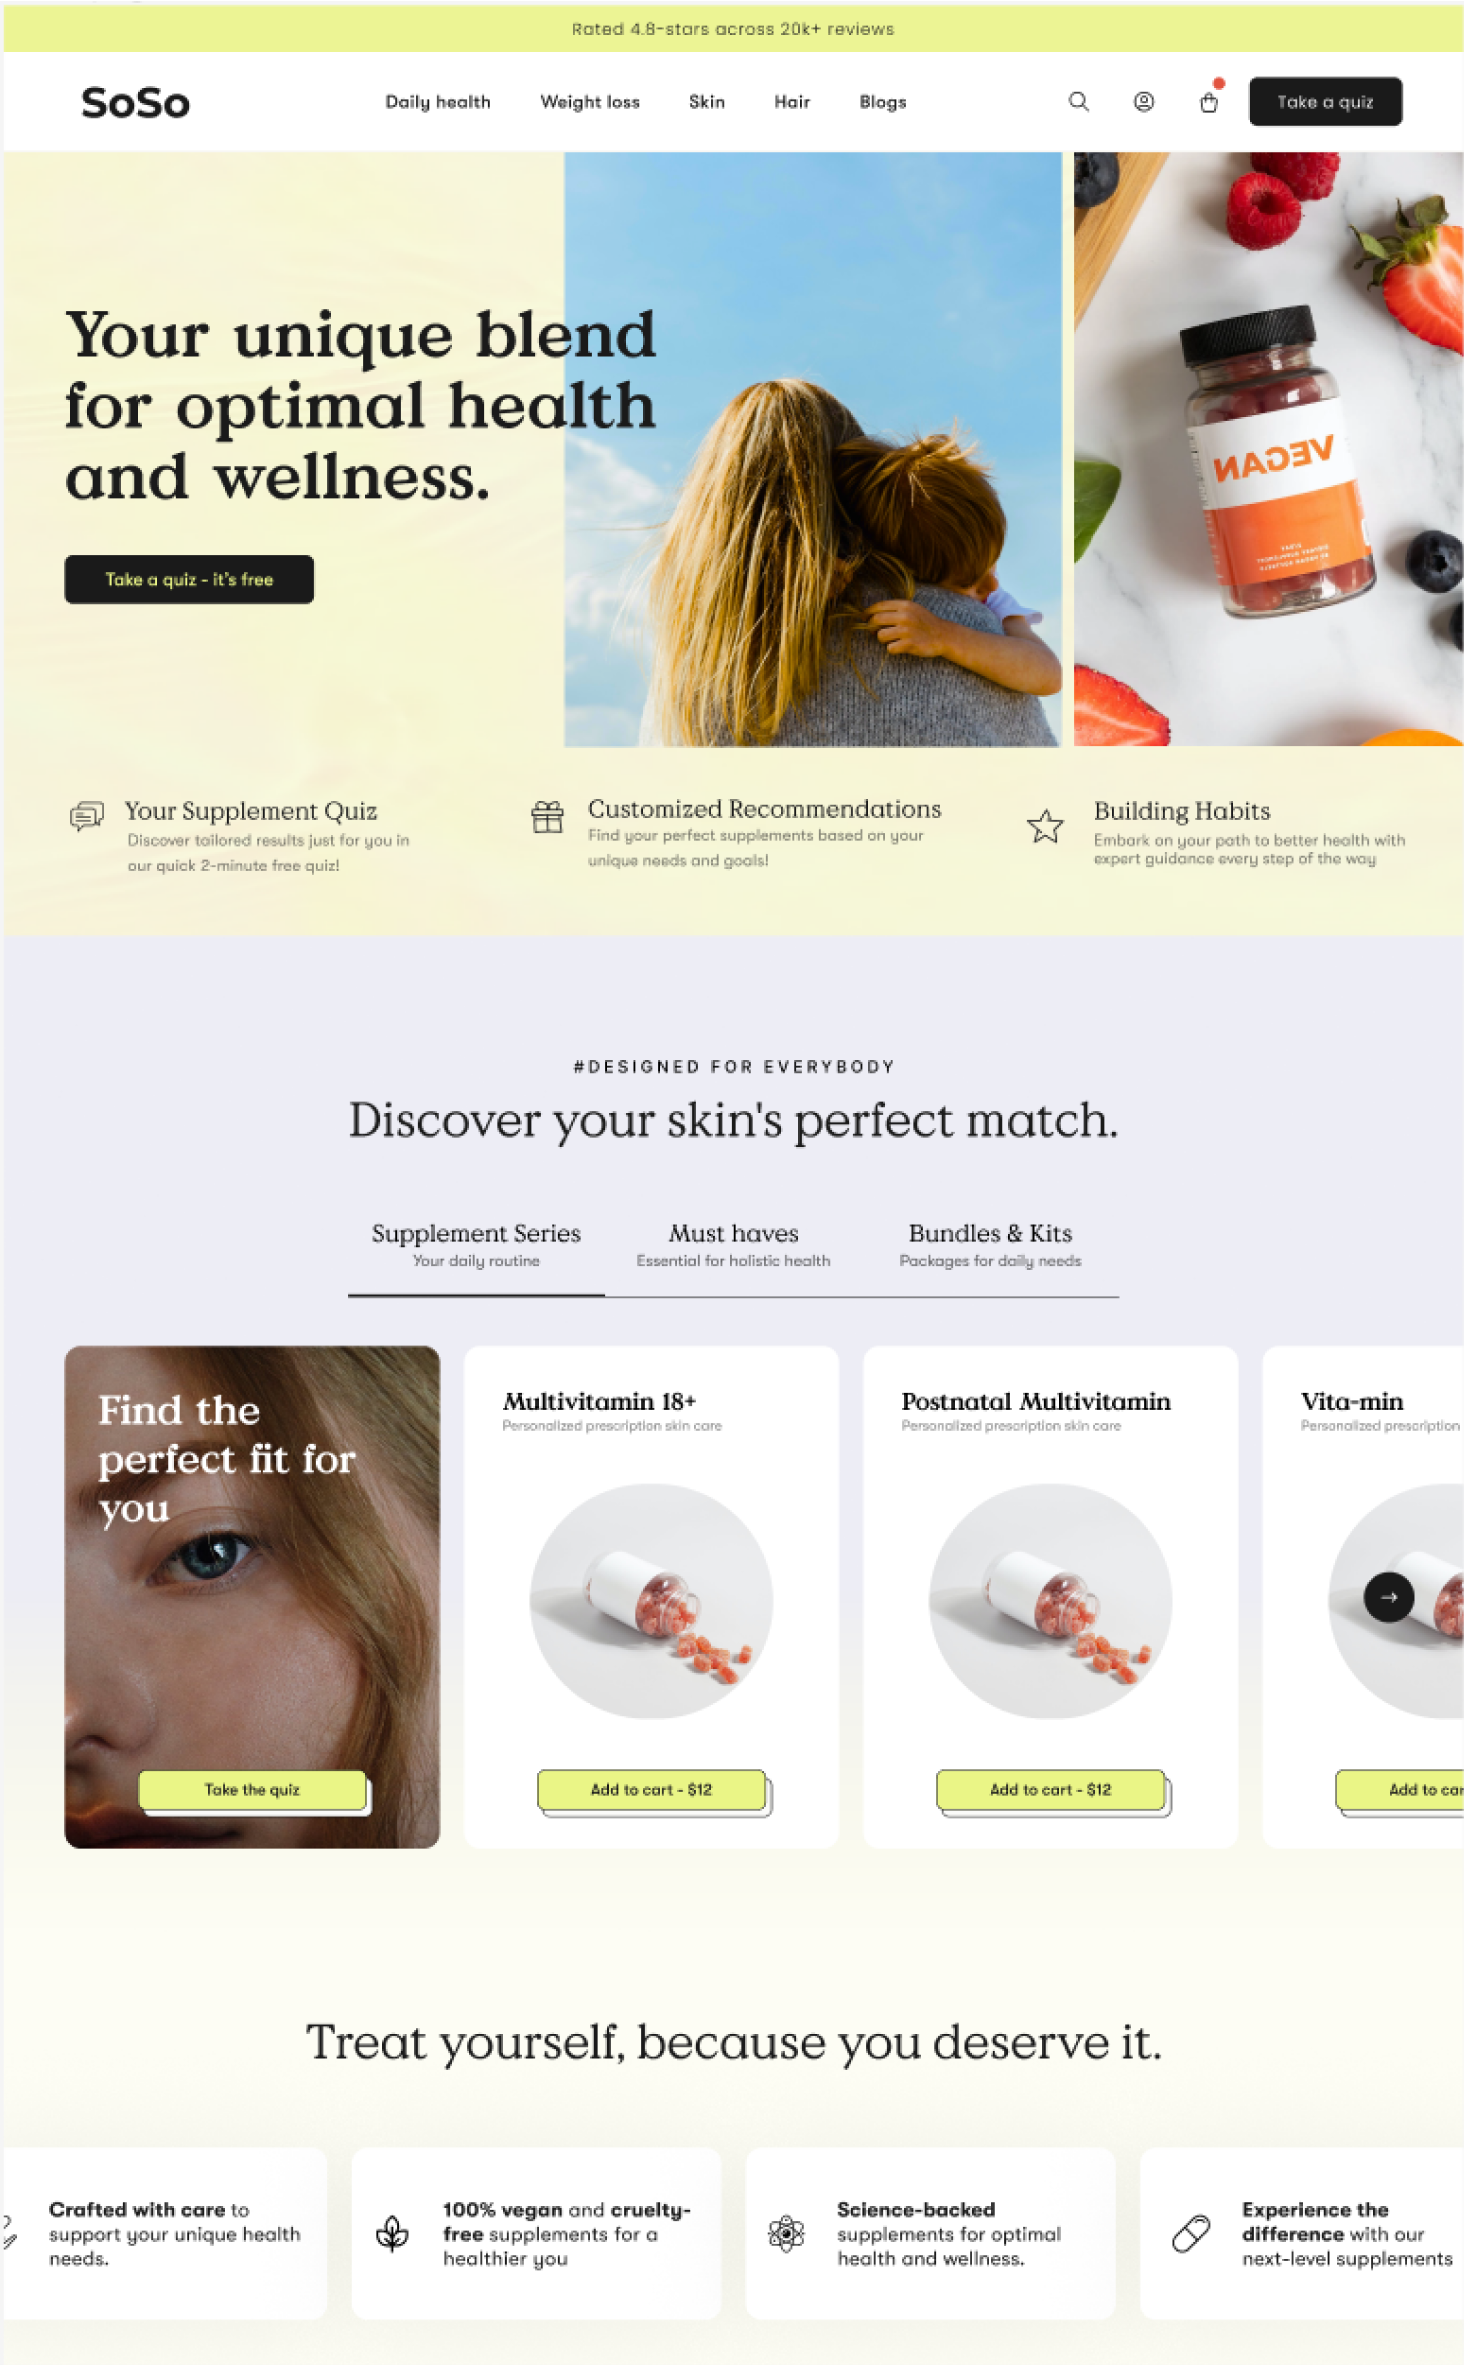 Rated 4.8-stars across 20k+ reviews
SoSo
Daily health
Weight loss
Skin
Hair
Blogs
Take a quiz
Your unique blend
for optimal health
and wellness.
Take a quiz - it's free
VEGAN
Your Supplement Quiz
Discover tailored results just for you in
our quick 2-minute free quiz!
Customized Recommendations
Find your perfect supplements based on your
unique needs and goals!
Building Habits
Embark on your path to better health with
expert guidance every step of the way
#DESIGNED FOR EVERYBODY
Discover your skin's perfect match.
Supplement Series
Your daily routine
Must haves
Essential for holistic health
Bundles & Kits
Packages for daily needs
Find the
perfect fit for
you
Take the quiz
Multivitamin 18+
Personalized prescription skin care
Add to cart - $12
Postnatal Multivitamin
Personalized prescription skin care
Add to cart - $12
Vita-min
Personalized prescription
Add to car
Treat yourself, because you deserve it.
Crafted with care to
support your unique health
needs.
100% vegan and cruelty-
free supplements for a
healthier you
Science-backed
supplements for optimal
health and wellness.
Experience the
difference with our
next-level supplements